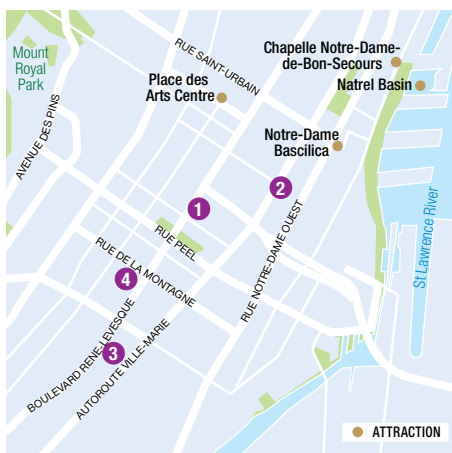 Mount
Royal
Park
AVENUE DES PINS
RUE SAINT-URBAIN
Place des
Arts Centre
Chapelle Notre-Dame-
de-Bon-Secours
Natrel Basin
Notre-Dame
Bascilica
1
2
RUE PEEL
RUE DE LA MONTAGNE
4
3
BOULEVARD RENE-LEVESQUE
AUTOROUTE VILLE-MARIE
RUE NOTRE-DAME OUEST
St Lawrence River
ATTRACTION